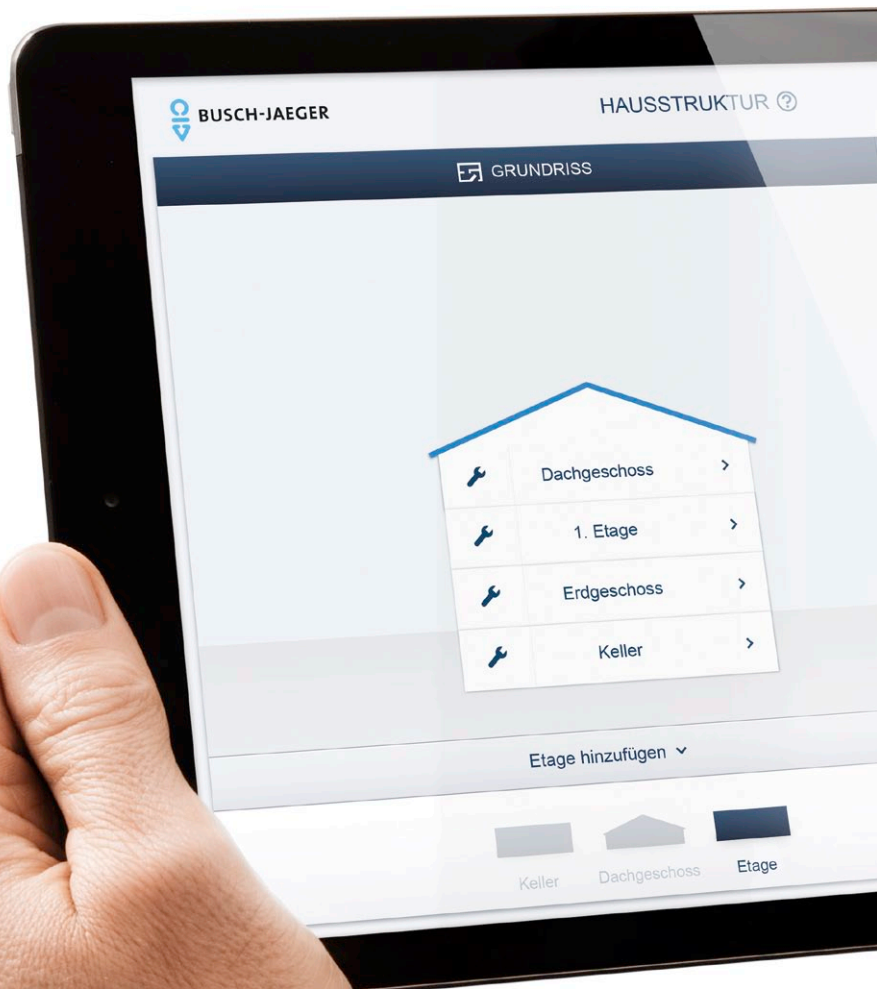 BUSCH-JAEGER
HAUSSTRUKTUR
GRUNDRISS
Dachgeschoss
1. Etage
Erdgeschoss
Keller
Etage hinzufügen
Keller
Dachgeschoss
Etage